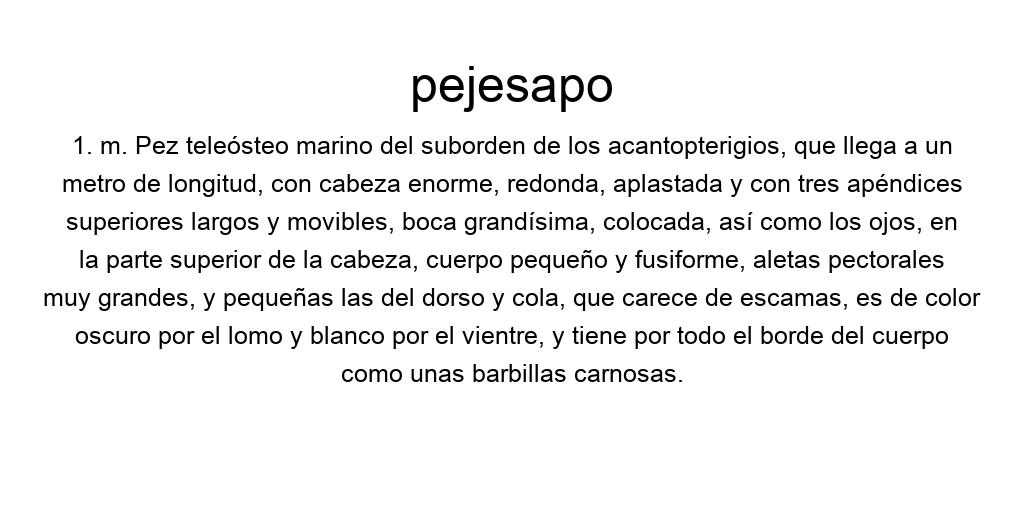 pejesapo
1. m. Pez teleósteo marino del suborden de los acantopterigios, que llega a un
metro de longitud, con cabeza enorme, redonda, aplastada y con tres apéndices
superiores largos y movibles, boca grandísima, colocada, así como los ojos, en
la parte superior de la cabeza, cuerpo pequeño y fusiforme, aletas pectorales
muy grandes, y pequeñas las del dorso y cola, que carece de escamas, es de color
oscuro por el lomo y blanco por el vientre, y tiene por todo el borde del cuerpo
como unas barbillas carnosas.